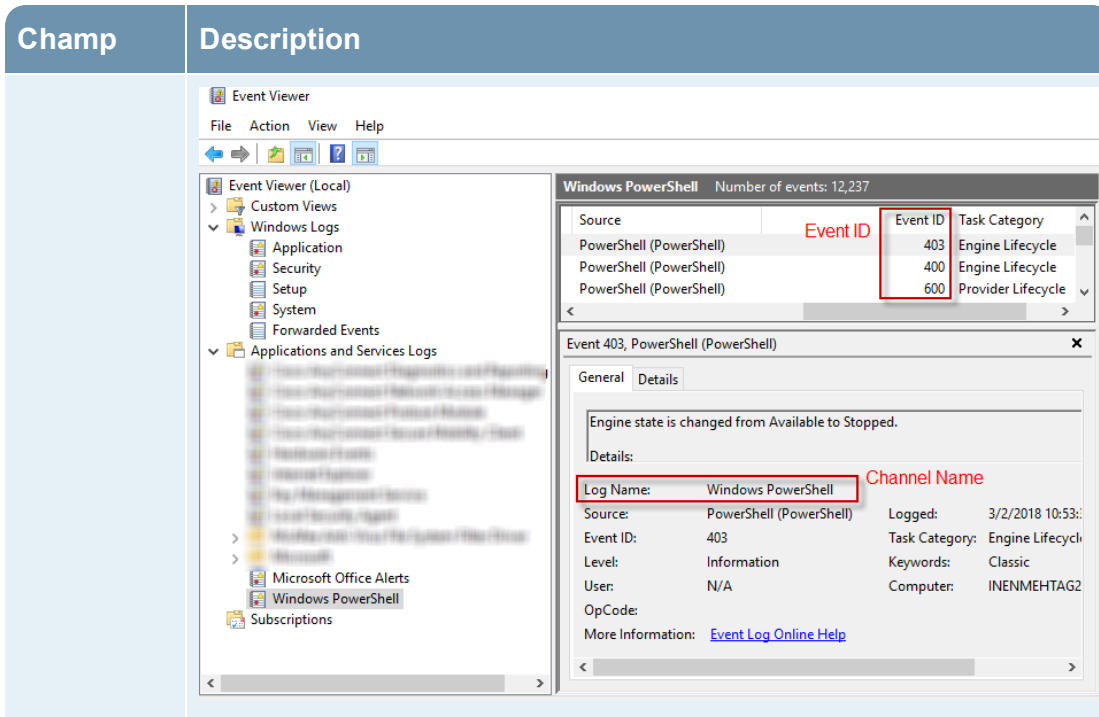 Champ Description
Event Viewer
File Action View Help
Event Viewer (Local)
Custom Views
Windows Logs
Application
Security
Setup
System
Forwarded Events
Applications and Services Logs
Microsoft Office Alerts
Windows PowerShell
Subscriptions
Windows PowerShell Number of events: 12,237
Source Event ID Task Category
Event ID
PowerShell (PowerShell) 403 Engine Lifecycle
PowerShell (PowerShell) 400 Engine Lifecycle
PowerShell (PowerShell) 600 Provider Lifecycle
Event 403, PowerShell (PowerShell)
General Details
Engine state is changed from Available to Stopped.
Details:
Channel Name
Log Name: Windows PowerShell
Source: PowerShell (PowerShell) Logged: 3/2/2018 10:53:
Event ID: 403 Task Category: Engine Lifecycl
Level: Information Keywords: Classic
User: N/A Computer: INENMEHTAG2
OpCode:
More Information: Event Log Online Help